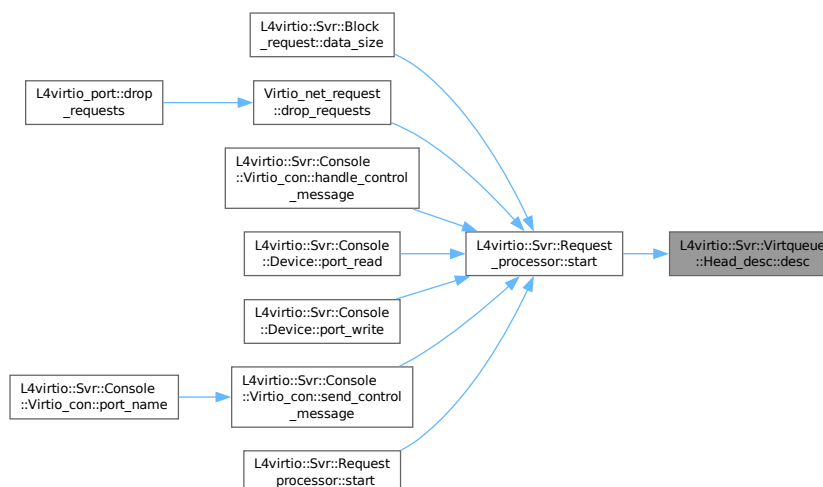 L4virtio::Svr::Block
_request::data_size
L4virtio_port::drop
_requests
Virtio_net_request
::drop_requests
L4virtio::Svr::Console
::Virtio_con::handle_control
_message
L4virtio::Svr::Console
::Device::port_read
L4virtio::Svr::Request
_processor::start
L4virtio::Svr::Virtqueue
::Head_desc::desc
L4virtio::Svr::Console
::Device::port_write
L4virtio::Svr::Console
::Virtio_con::port_name
L4virtio::Svr::Console
::Virtio_con::send_control
_message
L4virtio::Svr::Request
_processor::start